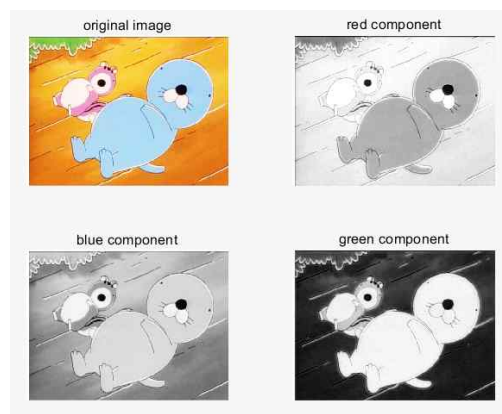 original image
red component
blue component
green component